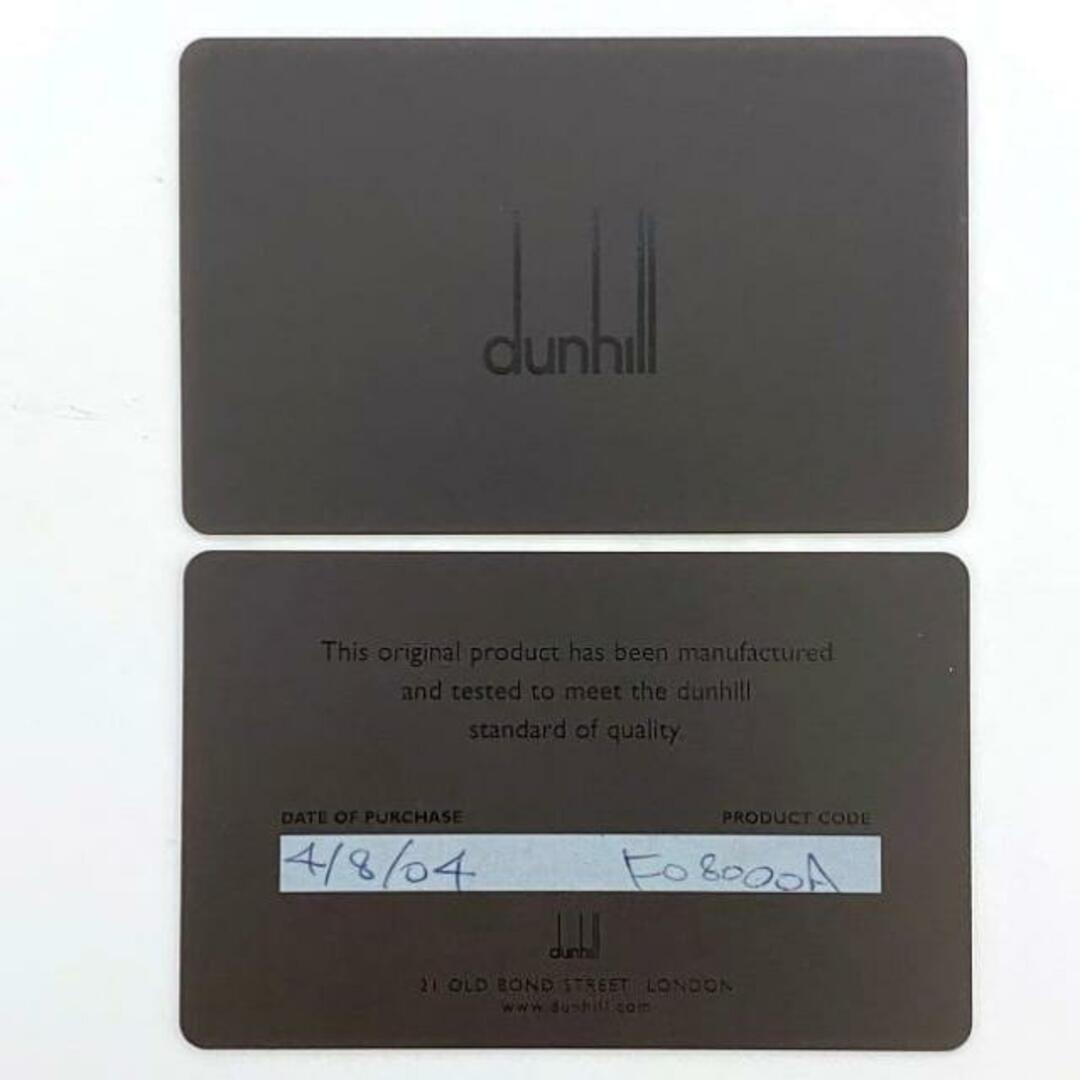 dunhill
This original product has been manufactured
and tested to meet the dunhill
standard of quality.
DATE OF PURCHASE PRODUCT CODE
4/8/04 F08000A
dunhill
21 OLD BOND STREET LONDON
www.dunhill.com